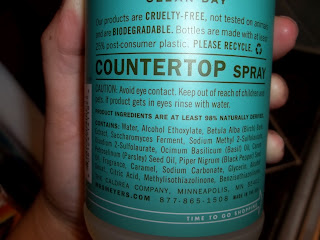 CLEAN DAY
Our products are CRUELTY-FREE, not tested on animals
and are BIODEGRADABLE. Bottles are made with at least
25% post-consumer plastic. PLEASE RECYCLE.
COUNTERTOP SPRAY
CAUTION: Avoid eye contact. Keep out of reach of children and
pets. If product gets in eyes rinse with water.
PRODUCT INGREDIENTS ARE AT LEAST 98% NATURALLY DERIVED.
CONTAINS: Water, Alcohol Ethoxylate, Betula Alba (Birch)
Extract, Saccharomyces Ferment, Sodium Methyl 2-Sulfolaurate,
2-Sulfolaurate, Ocimum Basilicum (Basil) Oil,
(Parsley) Seed Oil, Piper Nigrum (Black Pepper)
Oil, Fragrance, Caramel, Sodium Carbonate, Glycerin,
Citric Acid, Methylisothiazolinone,
CALDREA COMPANY, MINNEAPOLIS, MN
MRSMEYERS.COM 877-865-1508
TIME TO GO